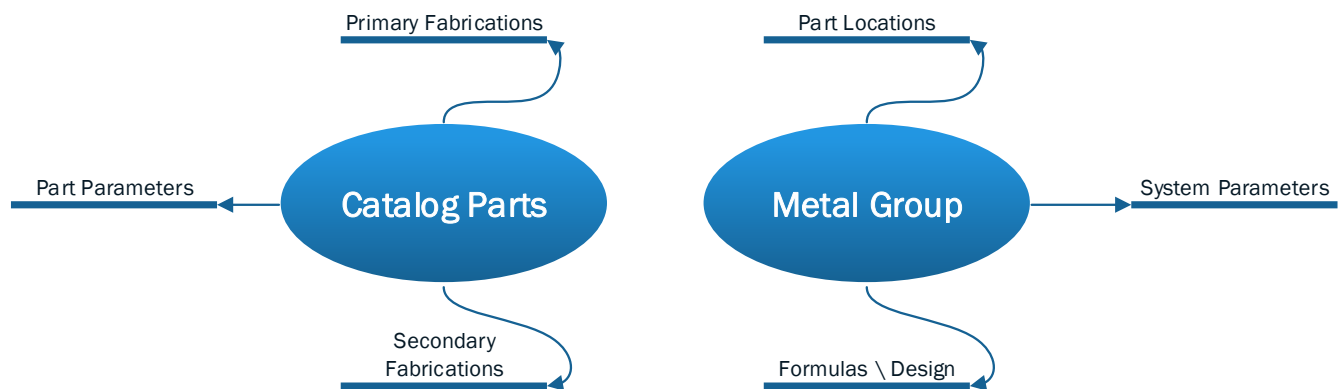 Primary Fabrications
Part Locations
Part Parameters
Catalog Parts
Metal Group
System Parameters
Secondary
Fabrications
Formulas \ Design